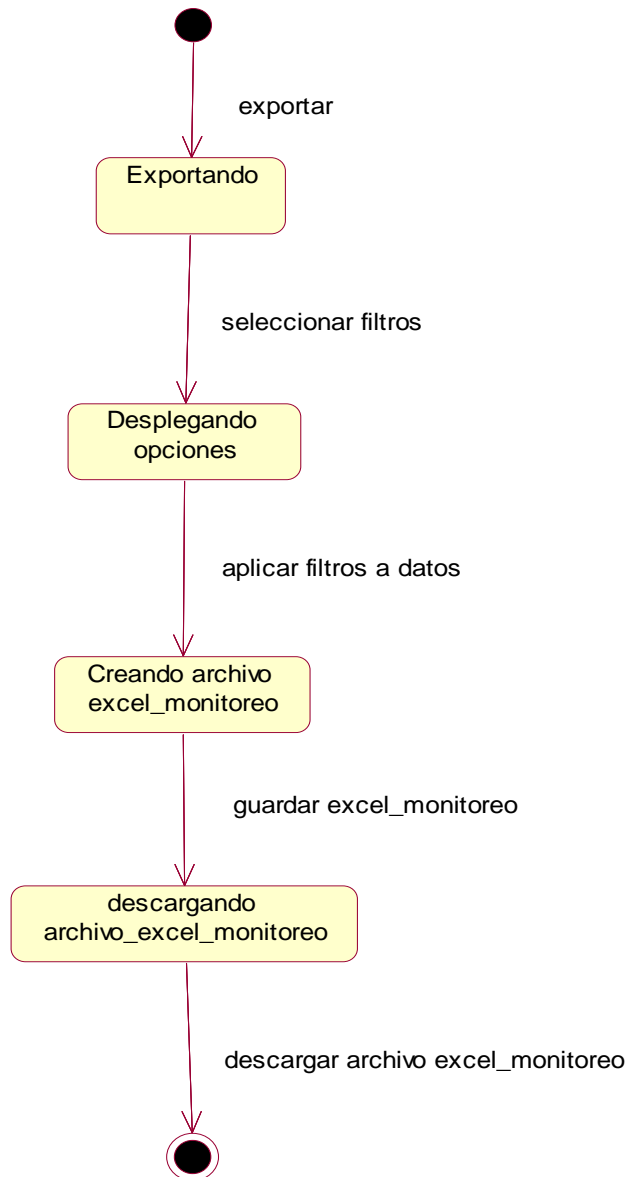 exportar
Exportando
seleccionar filtros
Desplegando
opciones
aplicar filtros a datos
Creando archivo
excel_monitoreo
guardar excel_monitoreo
descargando
archivo_excel_monitoreo
descargar archivo excel_monitoreo